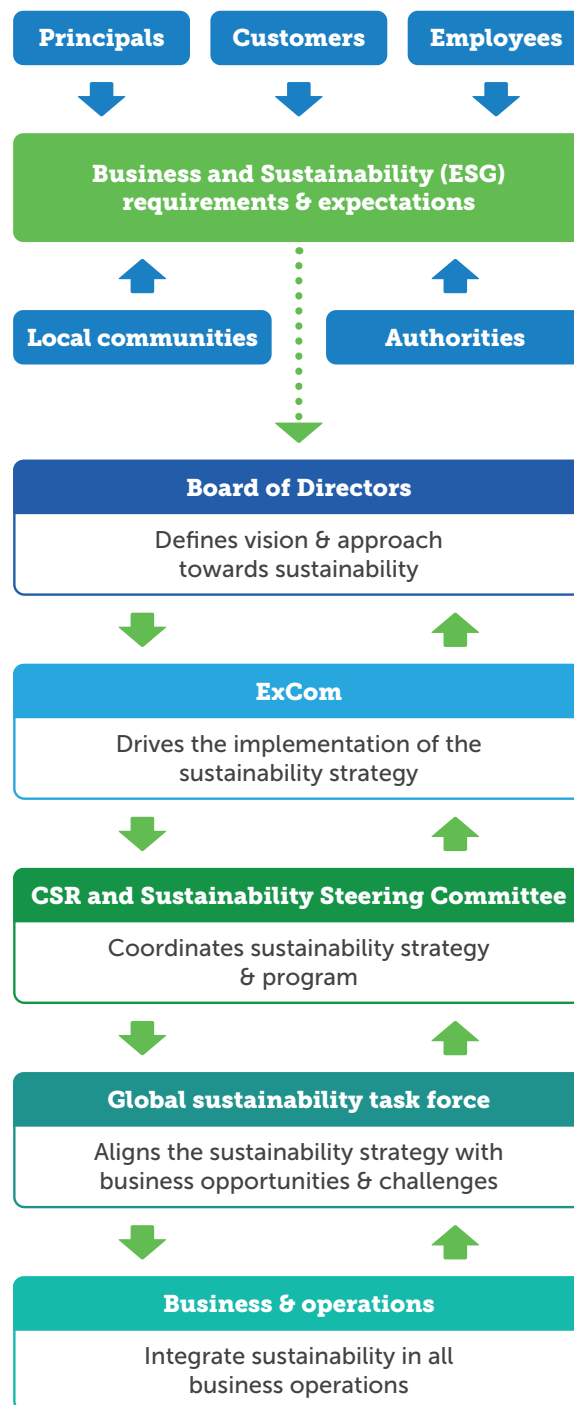 Principals
Customers
Employees
Business and Sustainability (ESG)
requirements & expectations
Local communities
Authorities
Board of Directors
Defines vision & approach
towards sustainability
ExCom
Drives the implementation of the
sustainability strategy
CSR and Sustainability Steering Committee
Coordinates sustainability strategy
& program
Global sustainability task force
Aligns the sustainability strategy with
business opportunities & challenges
Business & operations
Integrate sustainability in all
business operations